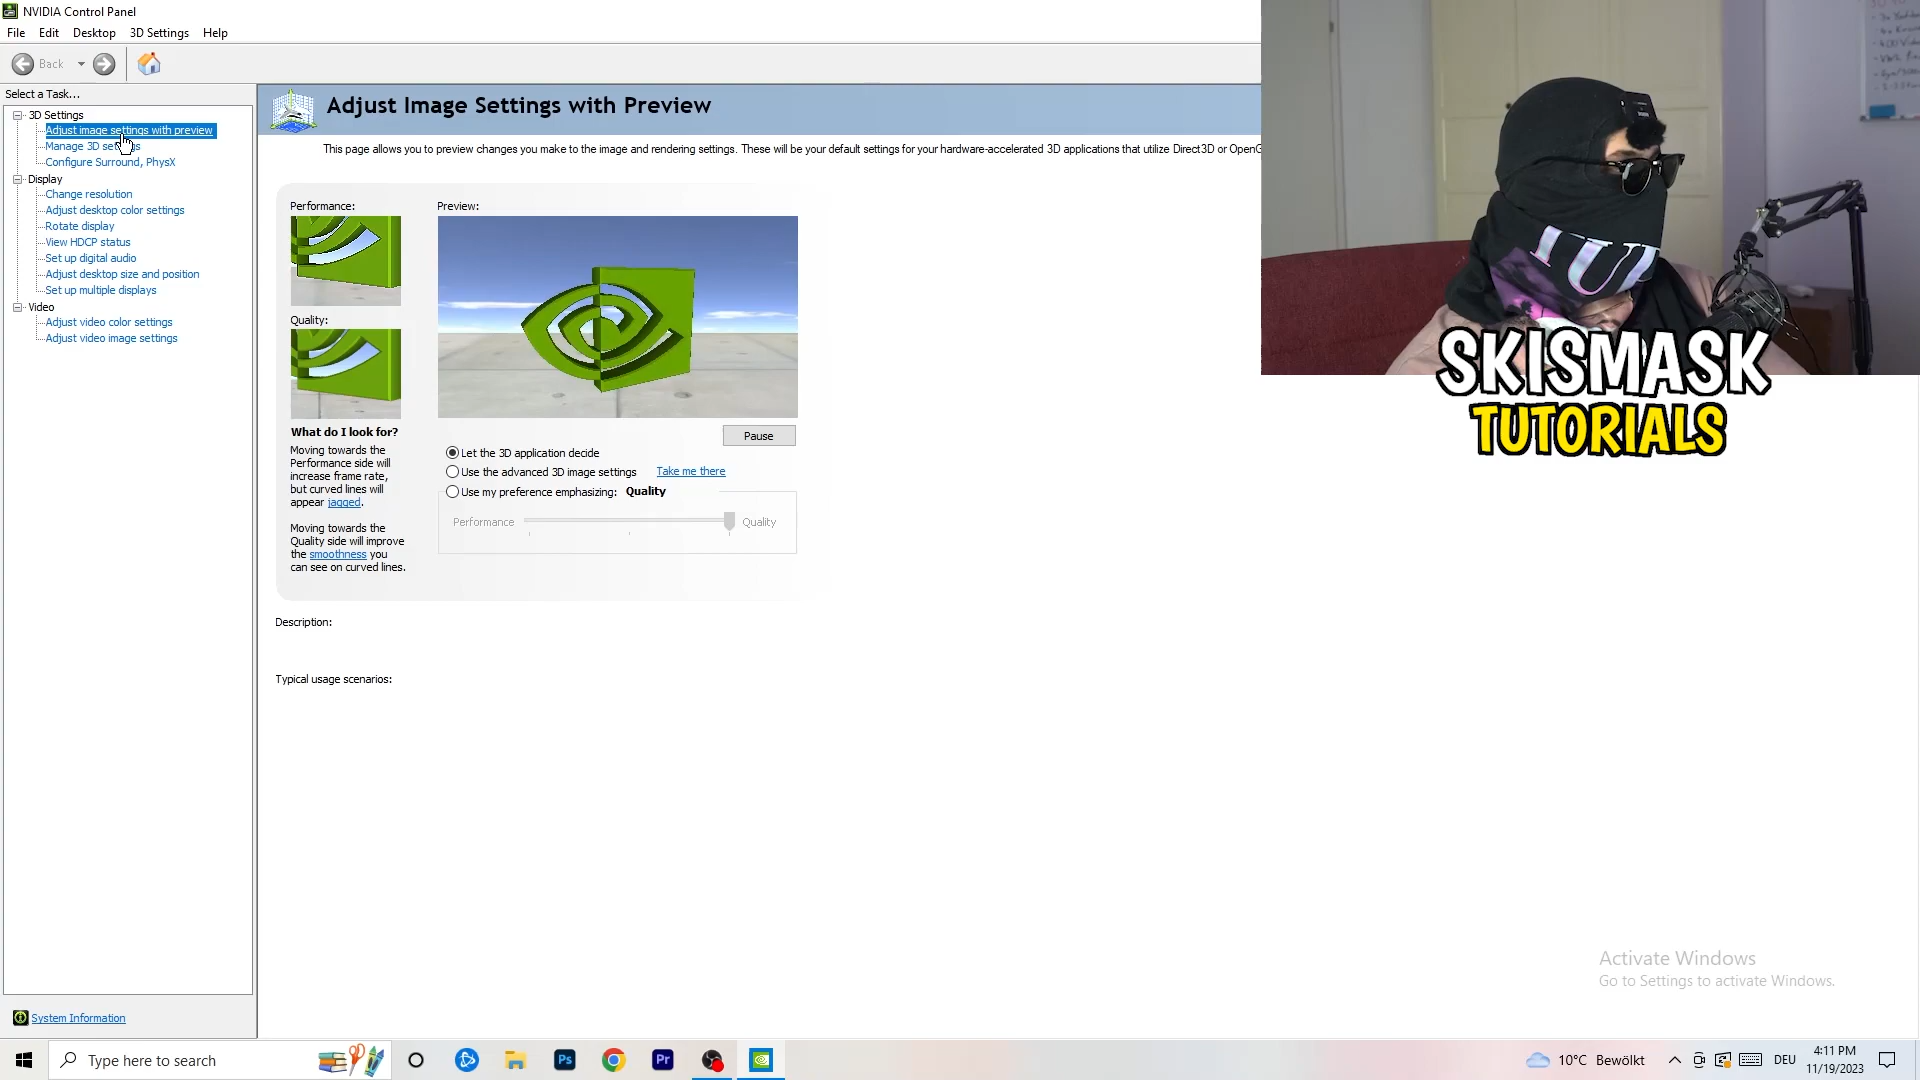 NVIDIA Control Panel
File Edit Desktop 3D Settings Help
Back
Select a Task...
3D Settings
Adjust image settings with preview
Manage 3D settings
Configure Surround, PhysX
Display
Change resolution
Adjust desktop color settings
Rotate display
View HDCP status
Set up digital audio
Adjust desktop size and position
Set up multiple displays
Video
Adjust video color settings
Adjust video image settings
System Information
Adjust Image Settings with Preview
This page allows you to preview changes you make to the image and rendering settings. These will be your default settings for your hardware-accelerated 3D applications that utilize Direct3D or OpenG
Performance:
Quality:
What do I look for?
Moving towards the
Performance side will
increase frame rate,
but curved lines will
appear jagged.
Moving towards the
Quality side will improve
the smoothness you
can see on curved lines.
Preview:
Pause
Let the 3D application decide
Use the advanced 3D image settings Take me there
Use my preference emphasizing: Quality
Performance Quality
Description:
Typical usage scenarios:
SKISMASK
TUTORIALS
Activate Windows
Go to Settings to activate Windows.
Type here to search
Ps
Pr
10°C Bewölkt
DEU
4:11 PM
11/19/2023